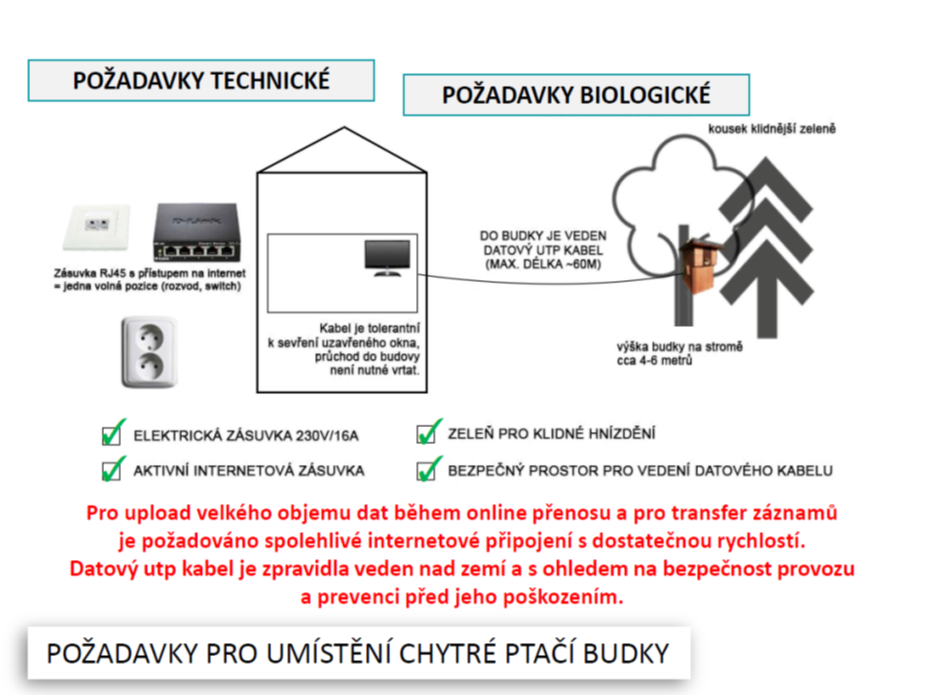 POŽADAVKY TECHNICKÉ
POŽADAVKY BIOLOGICKÉ
kousek klidnější zeleně
D-Link
Zásuvka RJ45 s přístupem na internet
= jedna volná pozice (rozvod, switch)
DO BUDKY JE VEDEN
DATOVÝ UTP KABEL
(MAX. DÉLKA ~60M)
Kabel je tolerantní
k sevření uzavřeného okna,
průchod do budovy
není nutné vrtat.
výška budky na stromě
cca 4-6 metrů
ELEKTRICKÁ ZÁSUVKA 230V/16A
AKTIVNÍ INTERNETOVÁ ZÁSUVKA
ZELEŇ PRO KLIDNÉ HNÍZDĚNÍ
BEZPEČNÝ PROSTOR PRO VEDENÍ DATOVÉHO KABELU
Pro upload velkého objemu dat během online přenosu a pro transfer záznamů
je požadováno spolehlivé internetové připojení s dostatečnou rychlostí.
Datový utp kabel je zpravidla veden nad zemí a s ohledem na bezpečnost provozu
a prevenci před jeho poškozením.
POŽADAVKY PRO UMÍSTĚNÍ CHYTRÉ PTAČÍ BUDKY